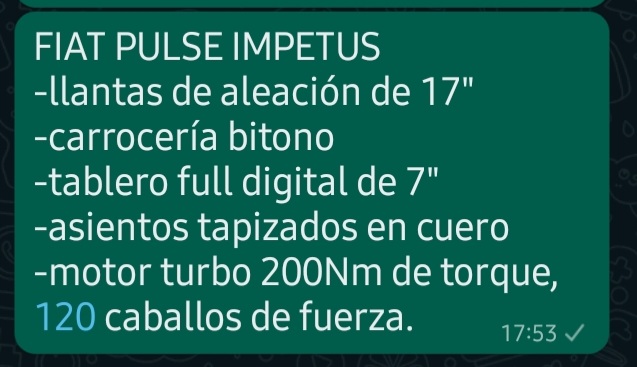 FIAT PULSE IMPETUS
-llantas de aleación de 17"
-carrocería bitono
-tablero full digital de 7"
-asientos tapizados en cuero
-motor turbo 200Nm de torque,
120 caballos de fuerza.
17:53